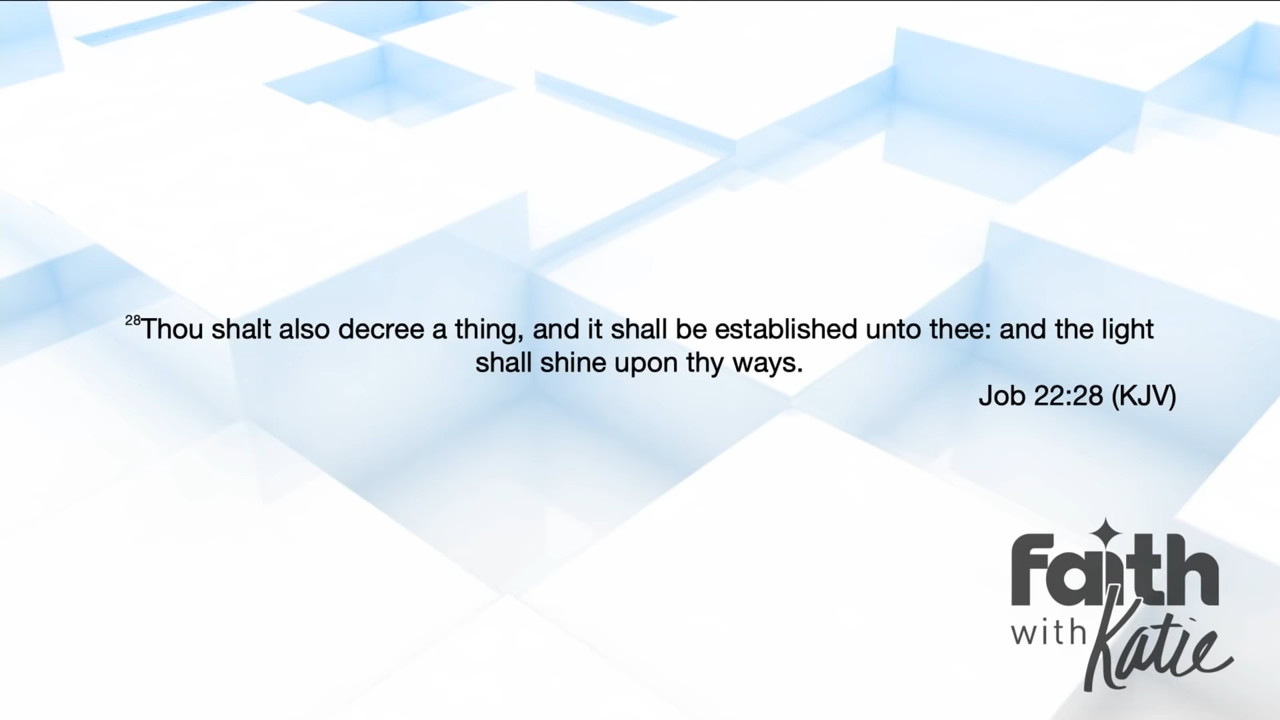 28Thou shalt also decree a thing, and it shall be established unto thee: and the light
shall shine upon thy ways.
Job 22:28 (KJV)
faith
with Katie